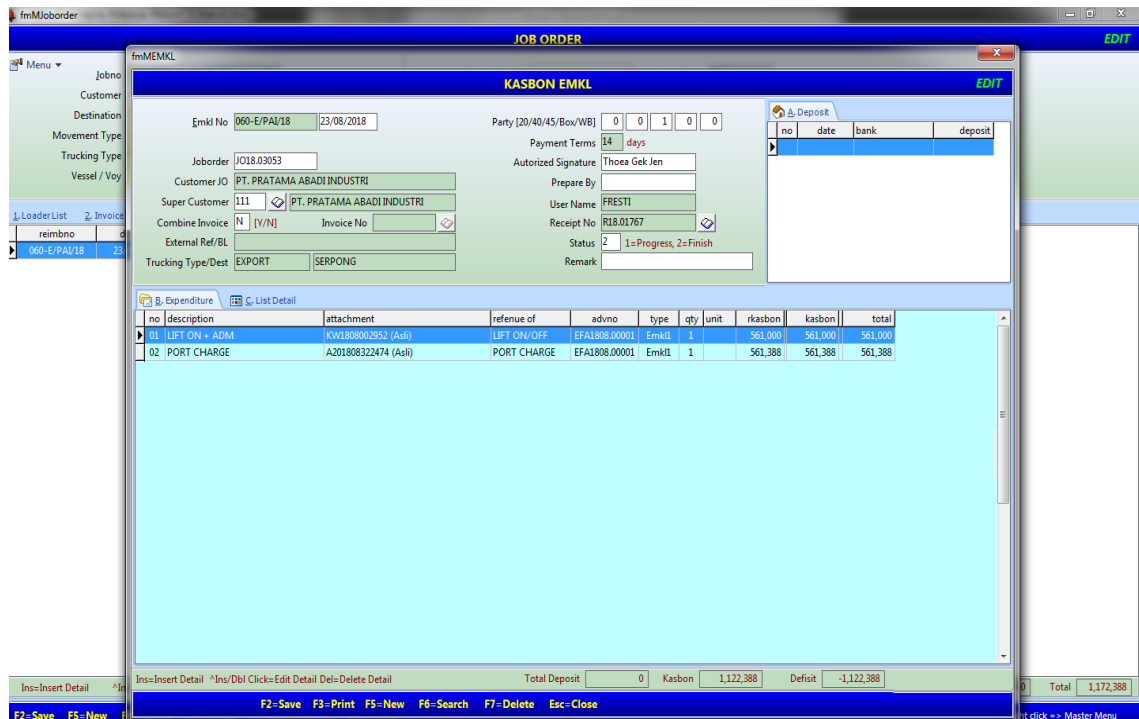 fmMJoborder
JOB ORDER EDIT
Menu
Jobno
Customer
Destination
Movement Type
Trucking Type
Vessel / Voy
1. Loader List 2. Invoice
reimbno
060-E/PAI/18 23
fmMEMKL
KASBON EMKL EDIT
Emkl No 060-E/PAI/18 23/08/2018
Joborder JO18.03053
Customer JO PT. PRATAMA ABADI INDUSTRI
Super Customer 111 PT. PRATAMA ABADI INDUSTRI
Combine Invoice N [Y/N] Invoice No
External Ref/BL
Trucking Type/Dest EXPORT SERPONG
Party [20/40/45/Box/WB] 0 0 1 0 0
Payment Terms 14 days
Autorized Signature Thoea Gek Jen
Prepare By
User Name FRESTI
Receipt No R18.01767
Status 2 1=Progress, 2=Finish
Remark
A. Deposit
no date bank deposit
B. Expenditure C. List Detail
no description attachment refenue of advno type qty unit rkasbon kasbon total
01 LIFT ON + ADM KW1808002952 (Asli) LIFT ON/OFF EFA1808.00001 Emkl1 1 561,000 561,000 561,000
02 PORT CHARGE A201808322474 (Asli) PORT CHARGE EFA1808.00001 Emkl1 1 561,388 561,388 561,388
Ins=Insert Detail ^Ins/Dbl Click=Edit Detail Del=Delete Detail Total Deposit 0 Kasbon 1,122,388 Defisit -1,122,388
F2=Save F3=Print F5=New F6=Search F7=Delete Esc=Close
Ins=Insert Detail ^In
0 Total 1,172,388
F2=Save F5=New F
ht click => Master Menu